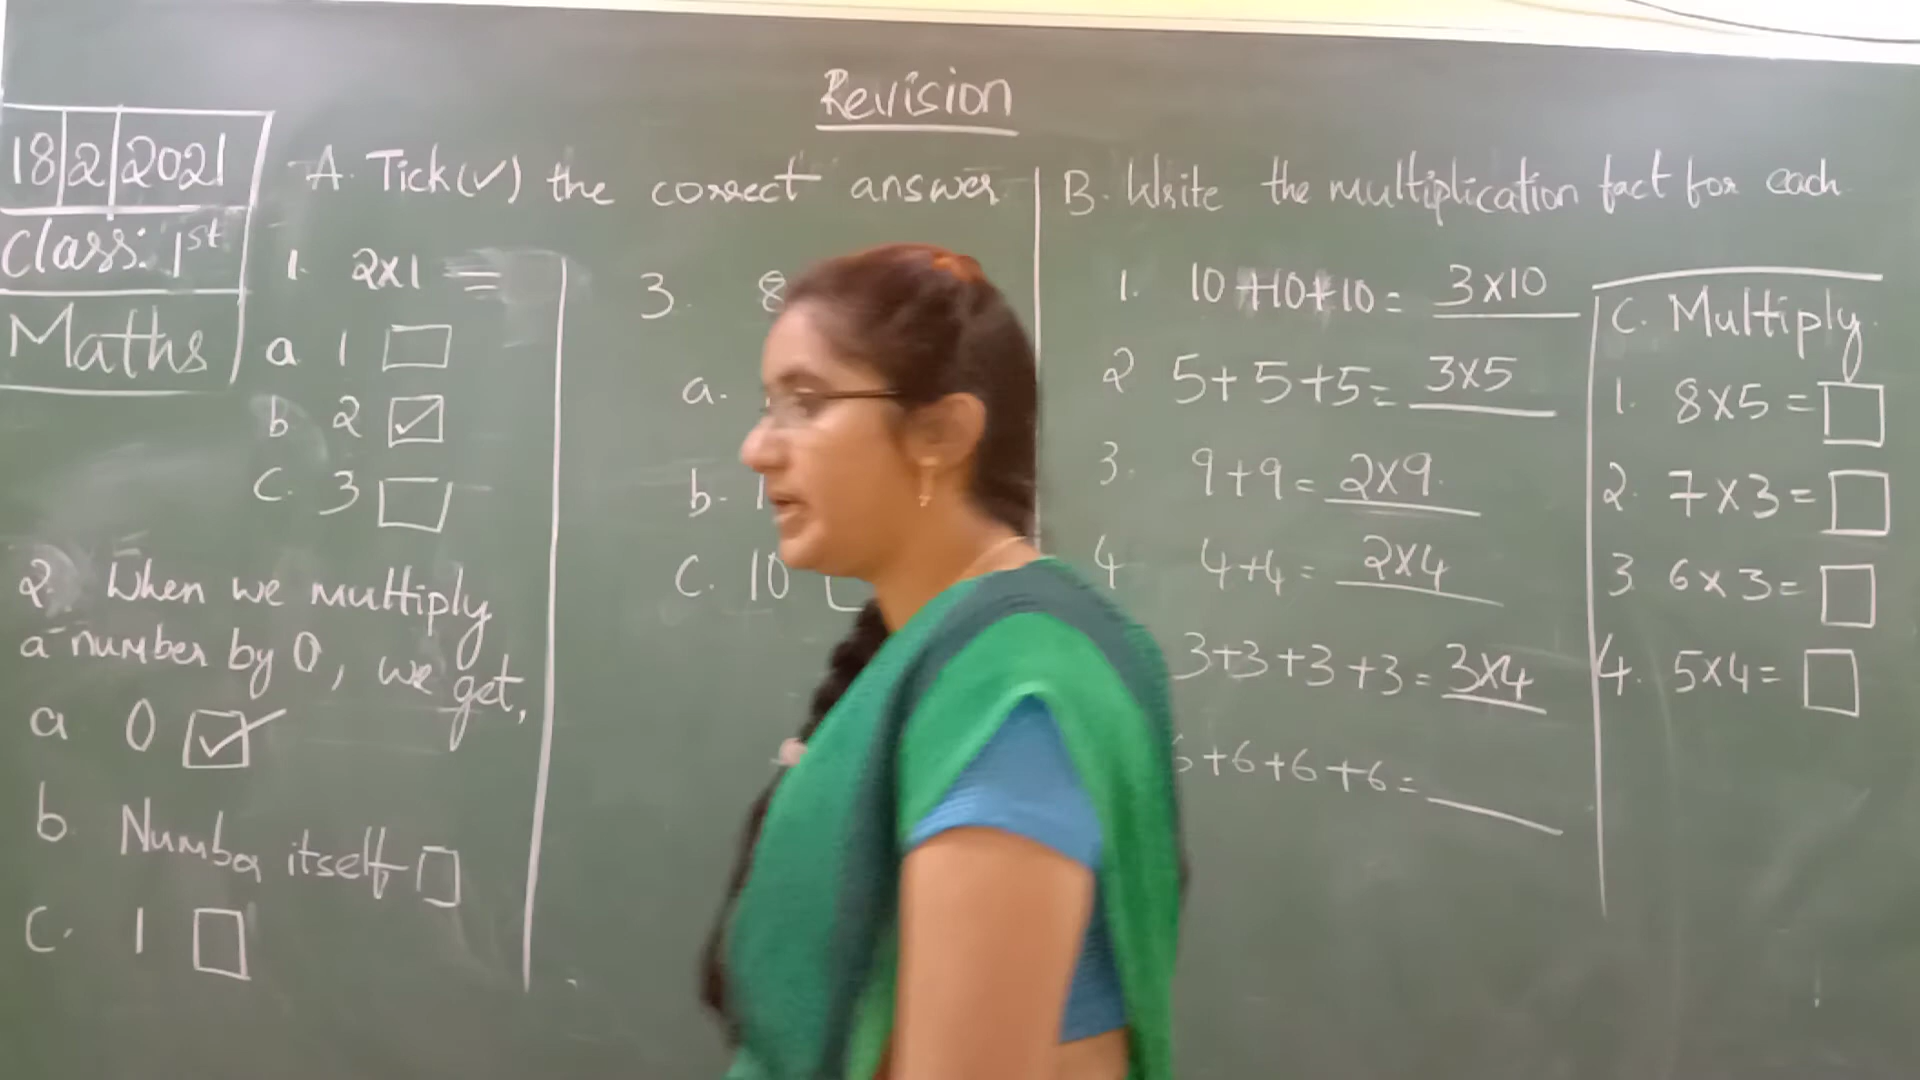 Revision
18|2|2021
Class: 1st
Maths
A. Tick(✓) the correct answer
1. 2x1 =
a 1 ☐
b 2 ☑
C. 3 ☐
2. When we multiply
a number by 0, we get,
a 0 ☑
b. Number itself ☐
C. 1 ☐
3. 8
a.
b.
C. 10
B. Write the multiplication fact for each
1. 10+10+10= 3x10
2 5+5+5= 3x5
3. 9+9= 2x9.
4 4+4= 2x4
3+3+3+3= 3x4
6+6+6+6= ____
C. Multiply.
1. 8x5= ☐
2. 7x3= ☐
3 6x3= ☐
4. 5x4= ☐